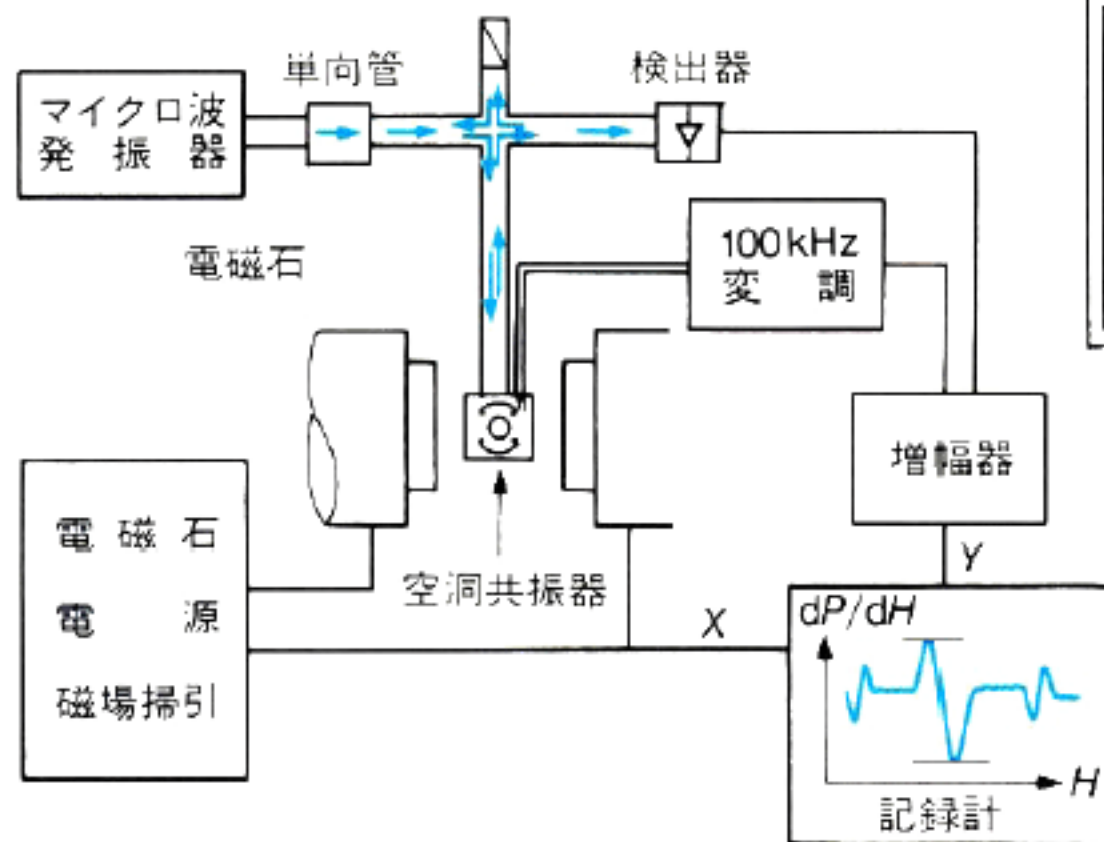 単向管
検出器
マイクロ波
発振器
100kHz
変調
電磁石
増幅器
電磁石
電源
磁場掃引
空洞共振器
X
Y
dP/dH
H
記録計